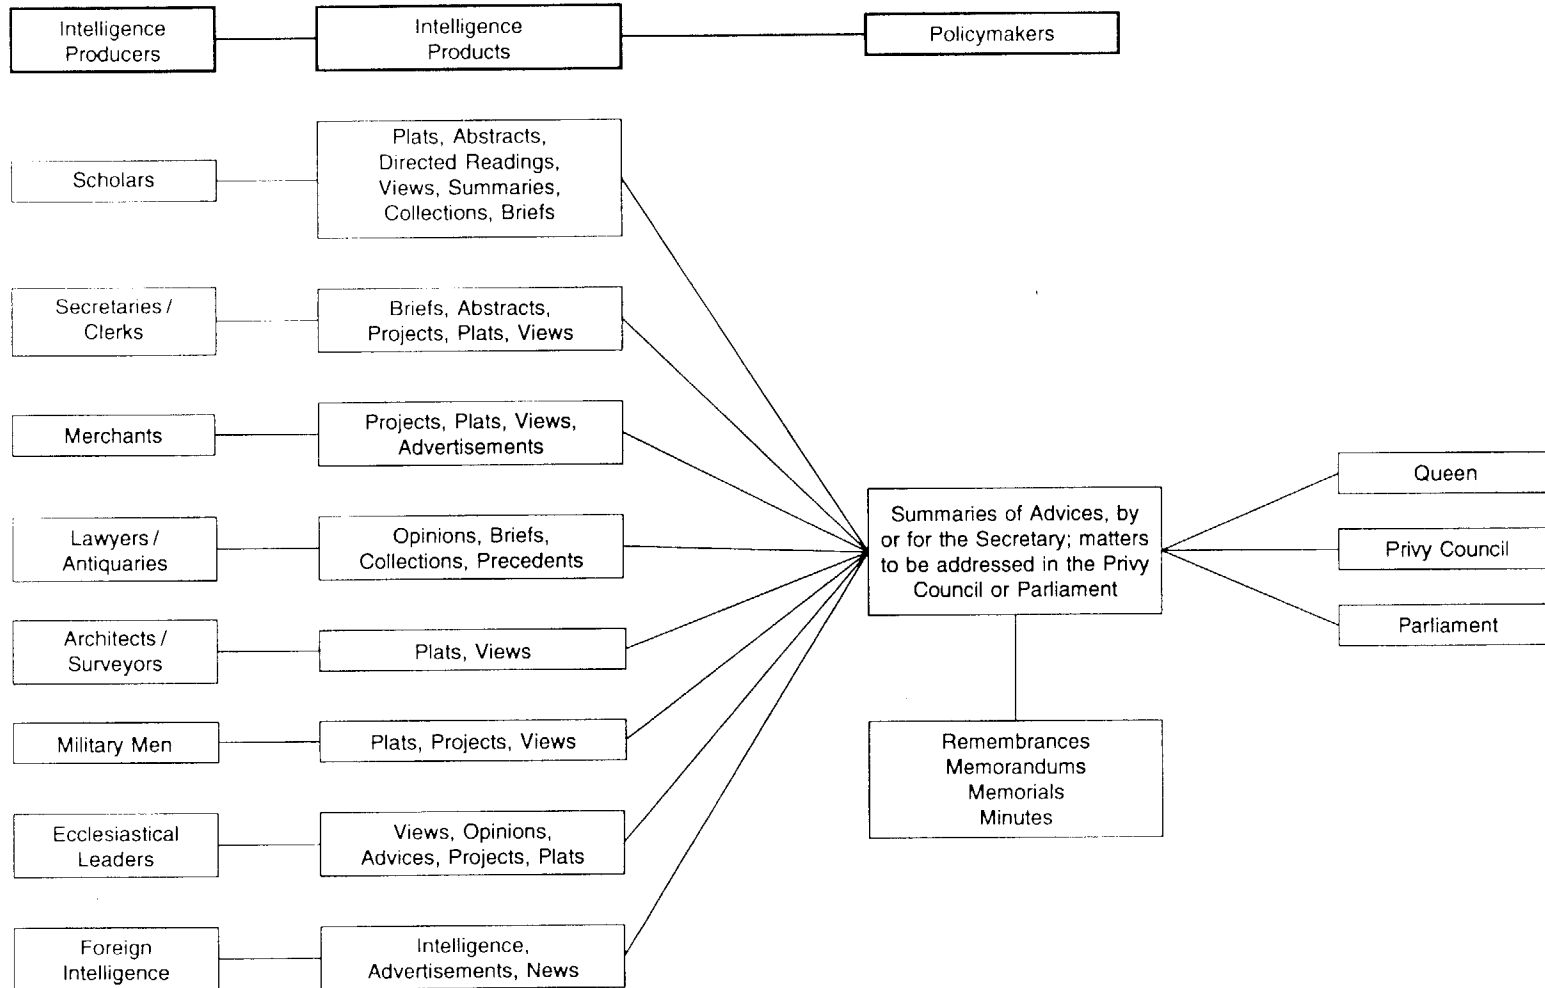 Intelligence
Producers
Intelligence
Products
Policymakers
Scholars
Plats, Abstracts,
Directed Readings,
Views, Summaries,
Collections, Briefs
Secretaries /
Clerks
Briefs, Abstracts,
Projects, Plats, Views
Merchants
Projects, Plats, Views,
Advertisements
Lawyers /
Antiquaries
Opinions, Briefs,
Collections, Precedents
Architects /
Surveyors
Plats, Views
Military Men
Plats, Projects, Views
Ecclesiastical
Leaders
Views, Opinions,
Advices, Projects, Plats
Foreign
Intelligence
Intelligence,
Advertisements, News
Summaries of Advices, by
or for the Secretary; matters
to be addressed in the Privy
Council or Parliament
Remembrances
Memorandums
Memorials
Minutes
Queen
Privy Council
Parliament